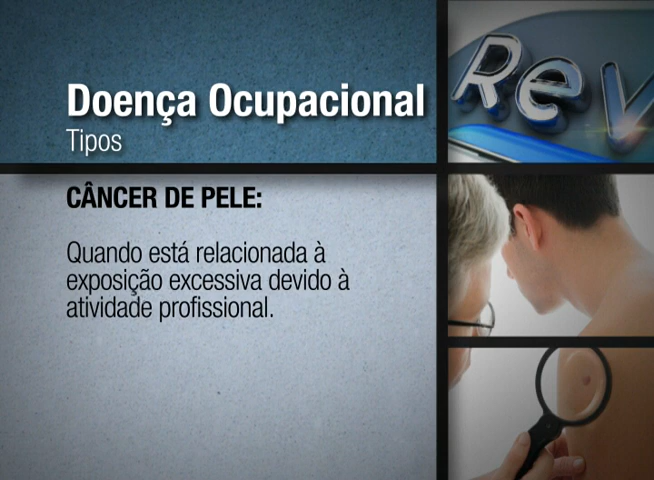 Doença Ocupacional
Tipos
CÂNCER DE PELE:
Quando está relacionada à
exposição excessiva devido à
atividade profissional.
Rev